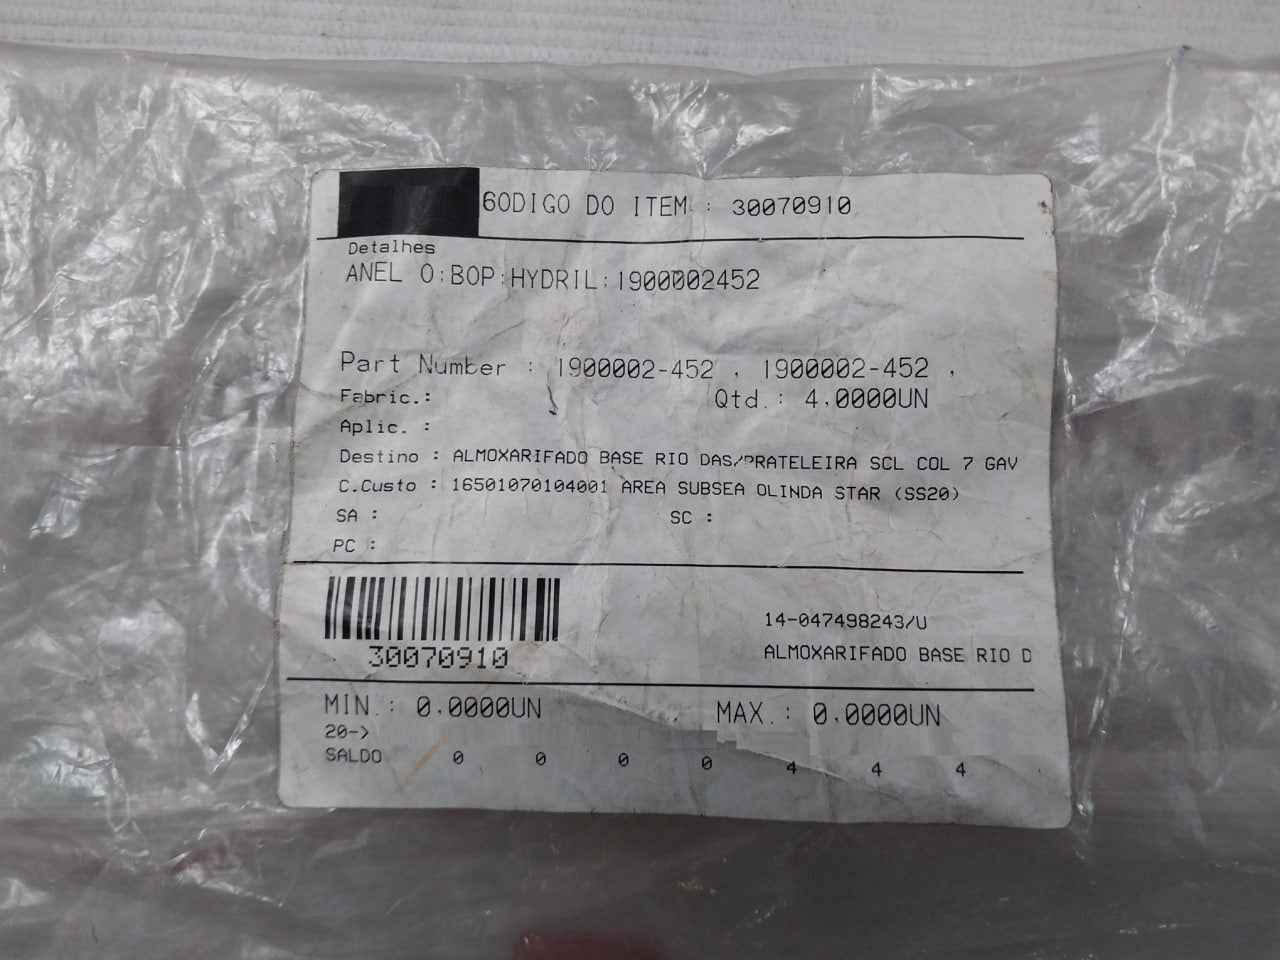 6ODIGO DO ITEM : 30070910
Detalhes
ANEL O:BOP:HYDRIL:1900002452
Part Number : 1900002-452 , 1900002-452 ,
Fabric.:
Qtd.: 4.0000UN
Aplic. :
Destino : ALMOXARIFADO BASE RIO DAS/PRATELEIRA SCL COL 7 GAV
C.Custo : 16501070104001 AREA SUBSEA OLINDA STAR (SS20)
SA : SC :
PC :
30070910
14-047498243/U
ALMOXARIFADO BASE RIO D
MIN.: 0.0000UN MAX.: 0.0000UN
20->
SALDO 0 0 0 0 4 4 4